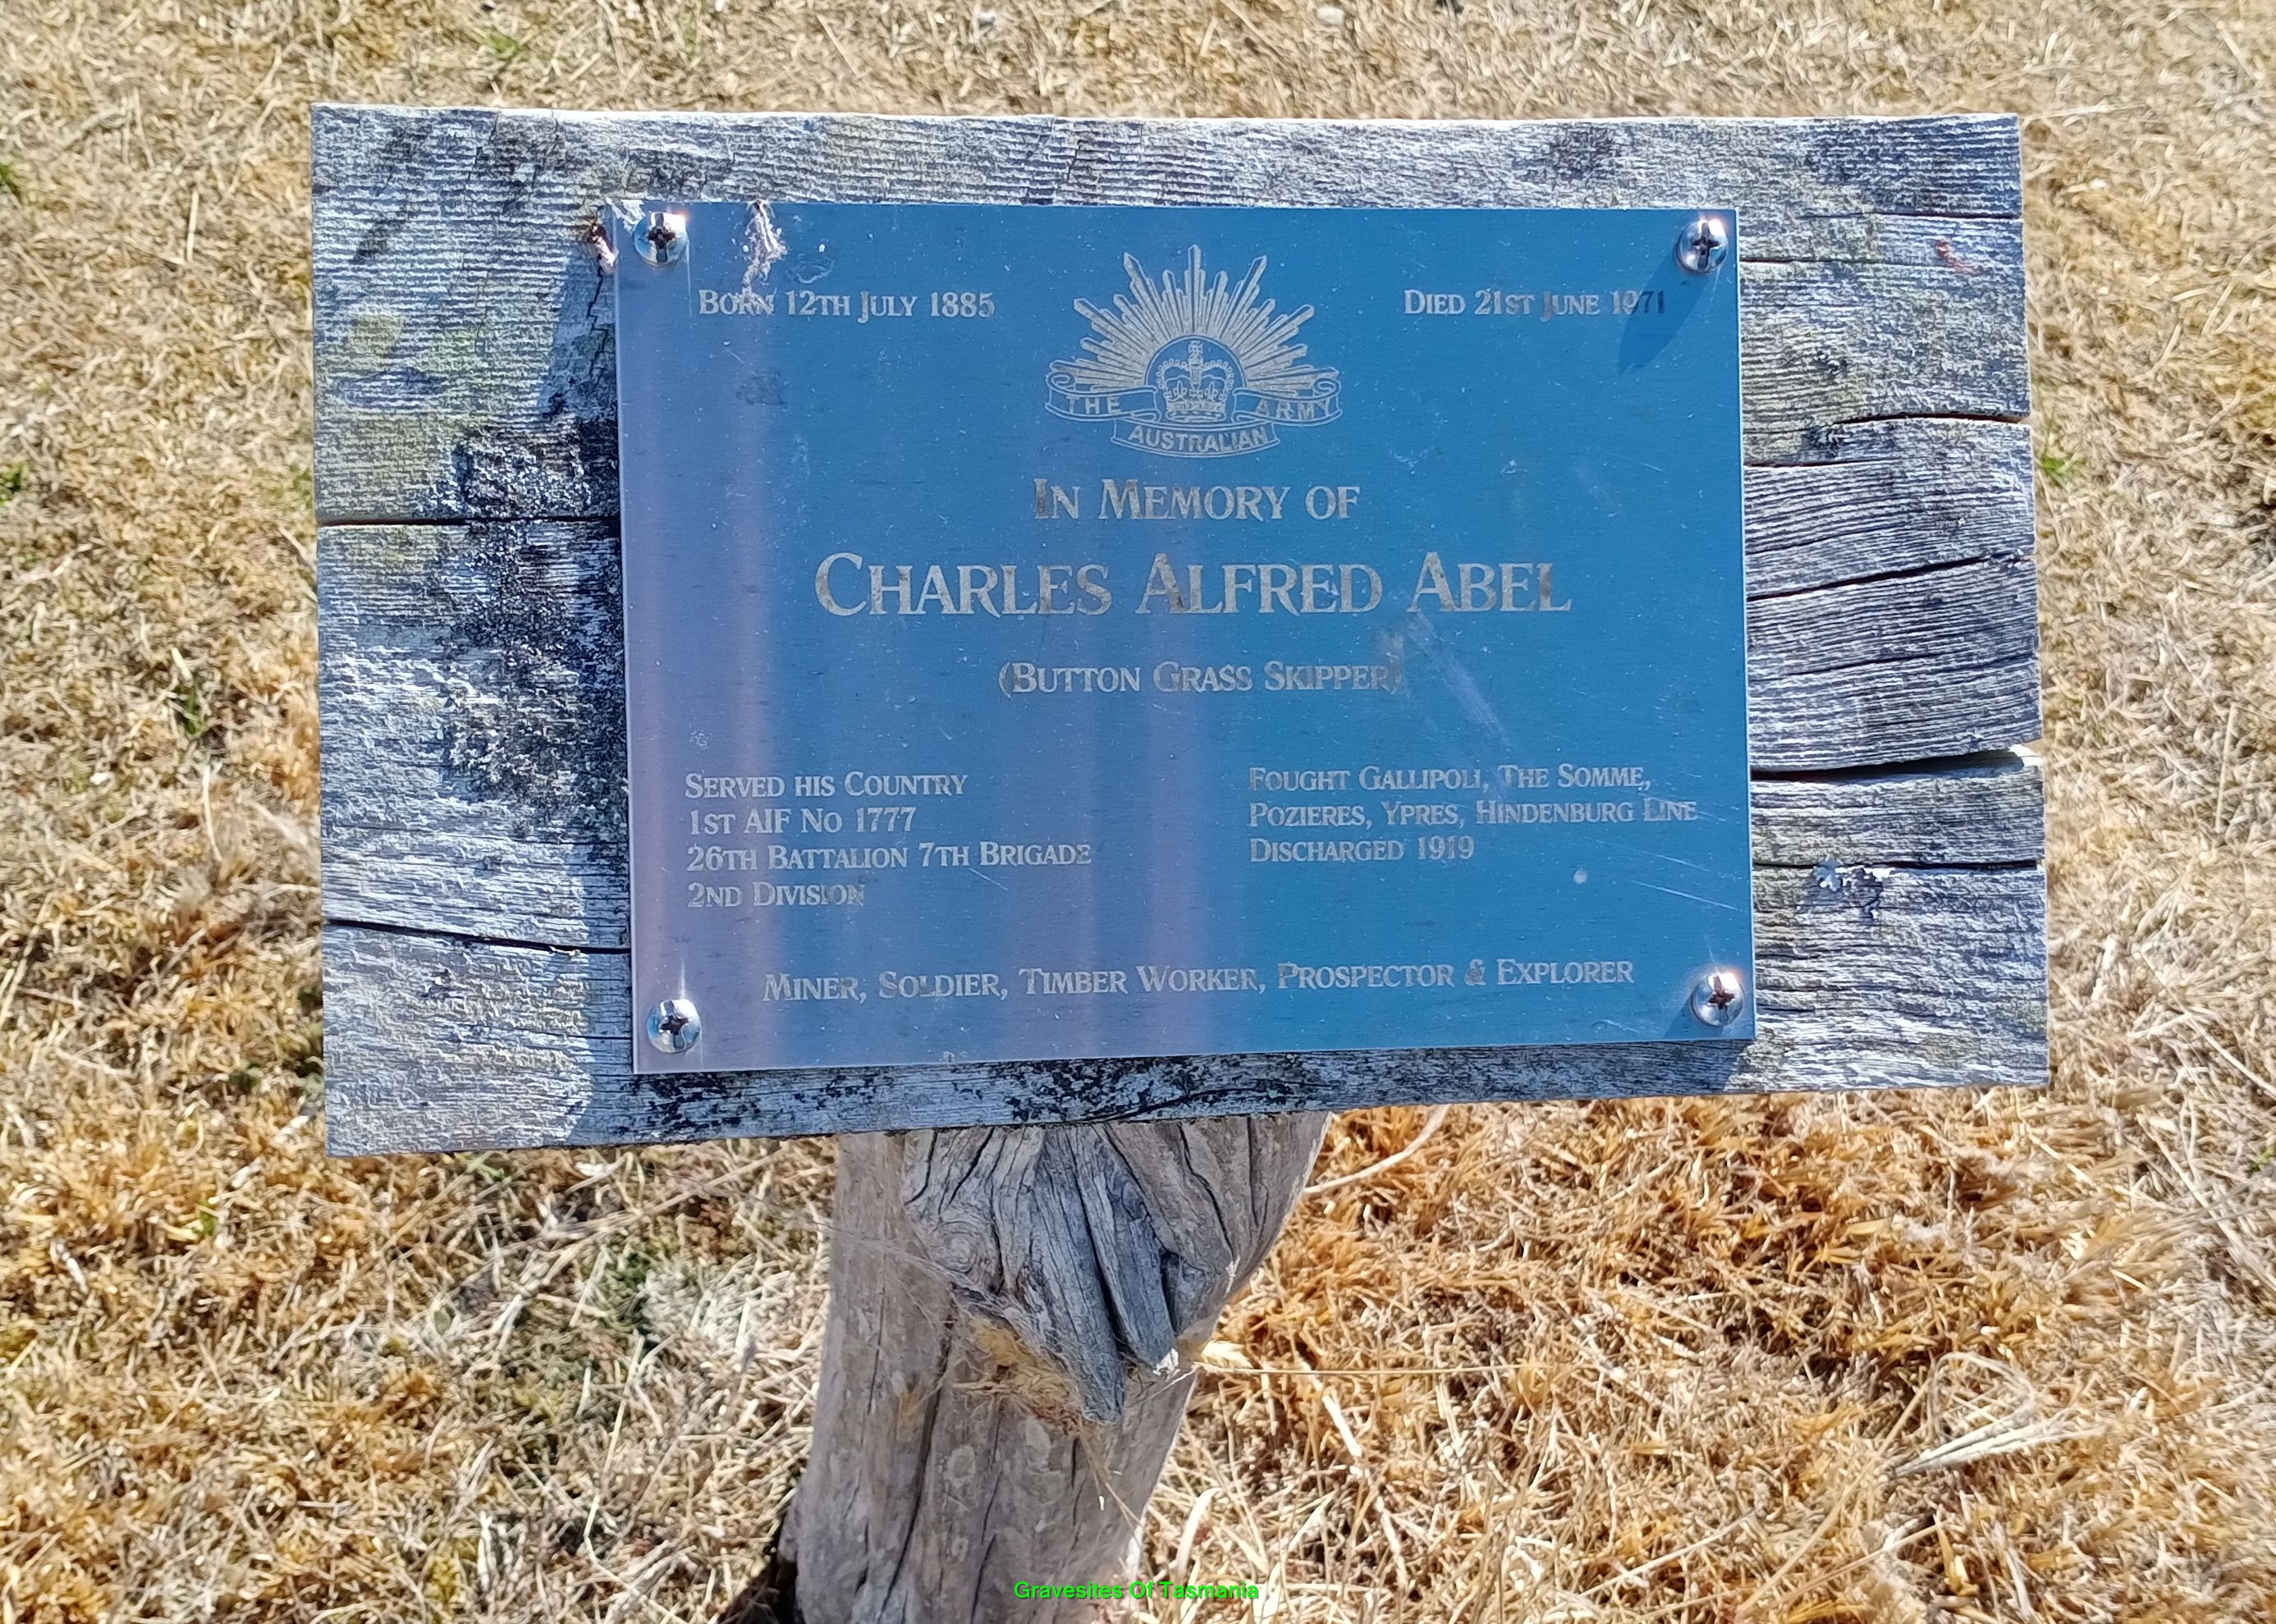 Born 12th July 1885
Died 21st June 1971
The Army
Australian
In Memory of
Charles Alfred Abel
(Button Grass Skipper)
Served his Country
1st AIF No 1777
26th Battalion 7th Brigade
2nd Division
Fought Gallipoli, The Somme,
Pozieres, Ypres, Hindenburg Line
Discharged 1919
Miner, Soldier, Timber Worker, Prospector & Explorer
Gravesites Of Tasmania